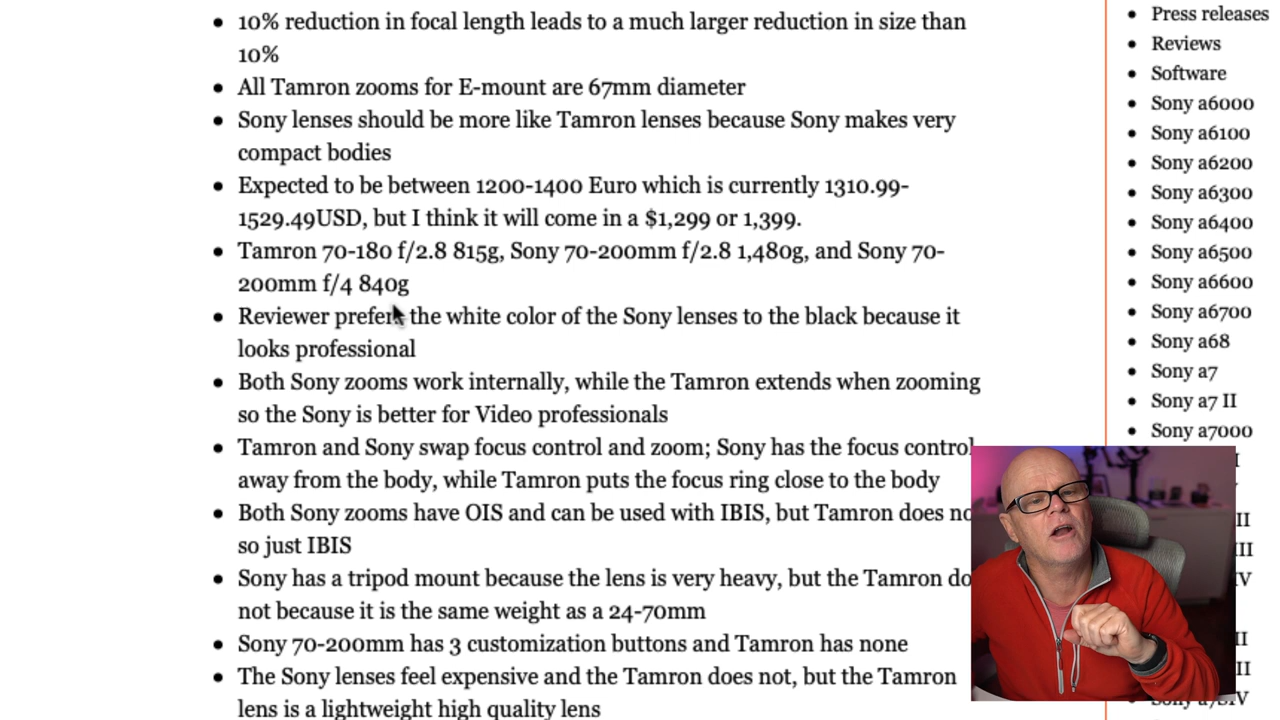 10% reduction in focal length leads to a much larger reduction in size than
10%
All Tamron zooms for E-mount are 67mm diameter
Sony lenses should be more like Tamron lenses because Sony makes very
compact bodies
Expected to be between 1200-1400 Euro which is currently 1310.99-
1529.49USD, but I think it will come in a $1,299 or 1,399.
Tamron 70-180 f/2.8 815g, Sony 70-200mm f/2.8 1,480g, and Sony 70-
200mm f/4 840g
Reviewer prefers the white color of the Sony lenses to the black because it
looks professional
Both Sony zooms work internally, while the Tamron extends when zooming
so the Sony is better for Video professionals
Tamron and Sony swap focus control and zoom; Sony has the focus control
away from the body, while Tamron puts the focus ring close to the body
Both Sony zooms have OIS and can be used with IBIS, but Tamron does
so just IBIS
Sony has a tripod mount because the lens is very heavy, but the Tamron
not because it is the same weight as a 24-70mm
Sony 70-200mm has 3 customization buttons and Tamron has none
The Sony lenses feel expensive and the Tamron does not, but the Tamron
lens is a lightweight high quality lens
Press releases
Reviews
Software
Sony a6000
Sony a6100
Sony a6200
Sony a6300
Sony a6400
Sony a6500
Sony a6600
Sony a6700
Sony a68
Sony a7
Sony a7 II
Sony a7000